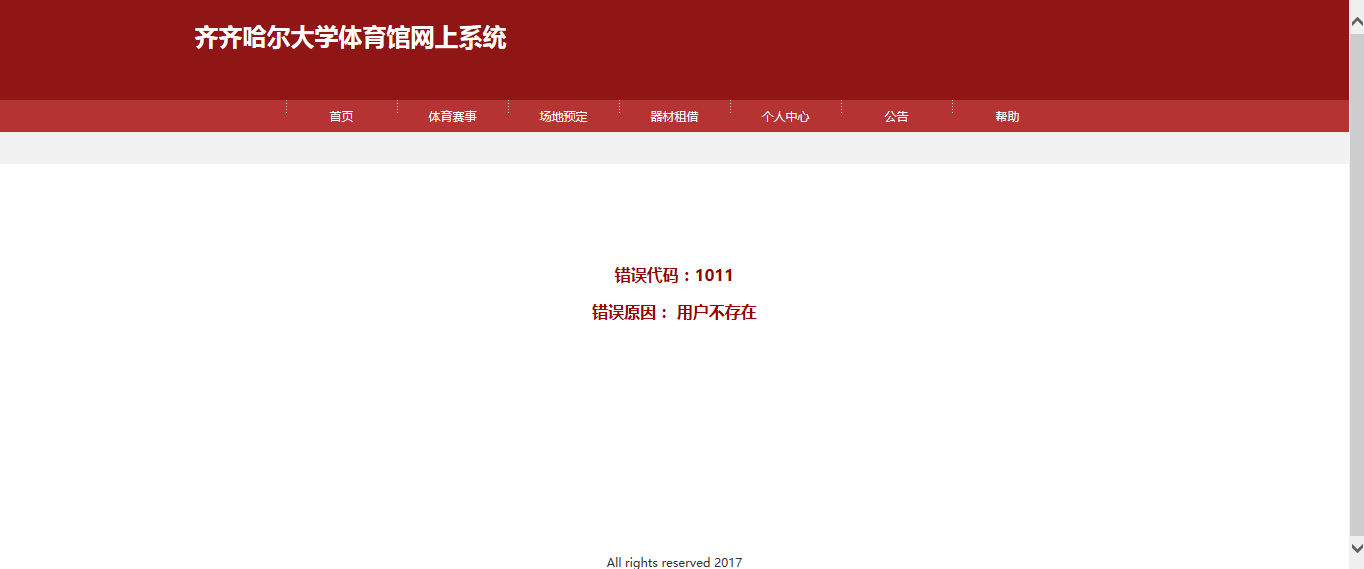 齐齐哈尔大学体育馆网上系统
首页 体育赛事 场地预定 器材租借 个人中心 公告 帮助
错误代码：1011
错误原因： 用户不存在
All rights reserved 2017